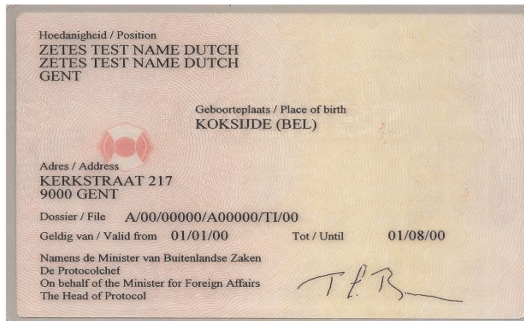 Hoedanigheid / Position
ZETES TEST NAME DUTCH
ZETES TEST NAME DUTCH
GENT
Geboorteplaats / Place of birth
KOKSIJDE (BEL)
Adres / Address
KERKSTRAAT 217
9000 GENT
Dossier / File A/00/00000/A00000/TI/00
Geldig van / Valid from 01/01/00 Tot / Until 01/08/00
Namens de Minister van Buitenlandse Zaken
De Protocolchef
On behalf of the Minister for Foreign Affairs
The Head of Protocol